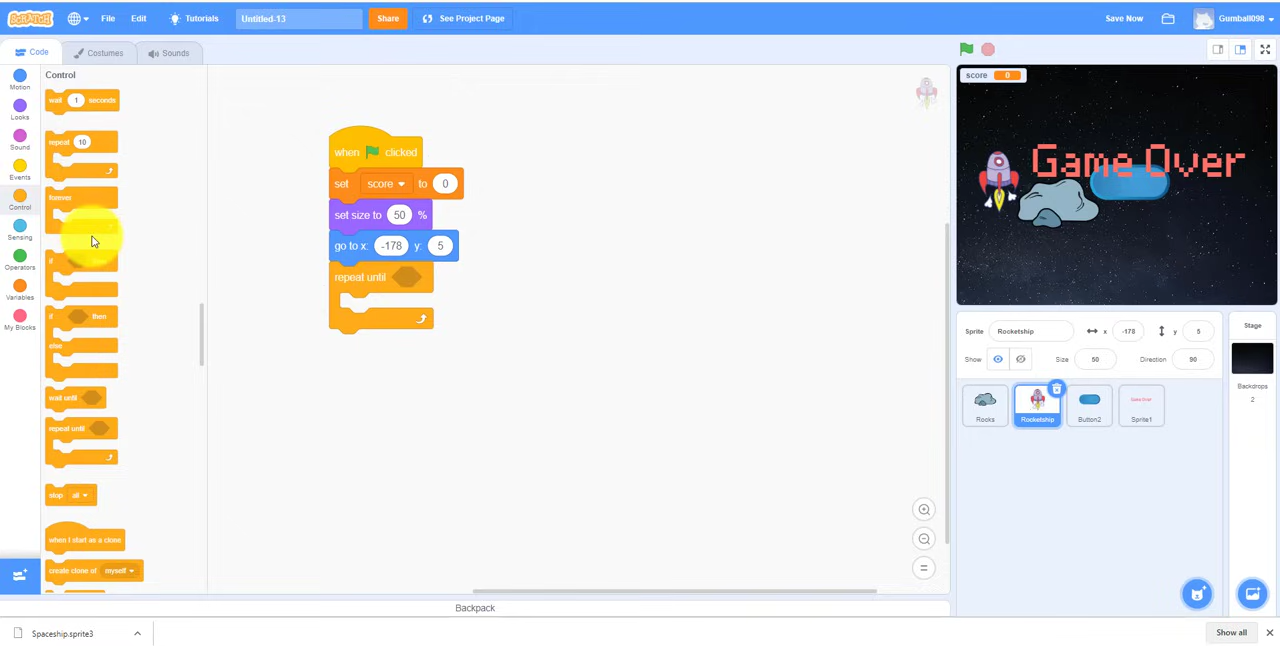 SCRATCH File Edit Tutorials Untitled-13 Share See Project Page Save Now Gumball098
Code Costumes Sounds
Motion
Looks
Sound
Events
Control
Sensing
Operators
Variables
My Blocks
Control
wait 1 seconds
repeat 10
forever
if
if then
else
wait until
repeat until
stop all
when I start as a clone
create clone of myself
when clicked
set score to 0
set size to 50 %
go to x: -178 y: 5
repeat until
score 0
Game Over
Sprite Rocketship x -178 y 5
Show Size 50 Direction 90
Rocks Rocketship Button2 Game Over Sprite1
Stage
Backdrops
2
Backpack
Spaceship.sprite3 Show all